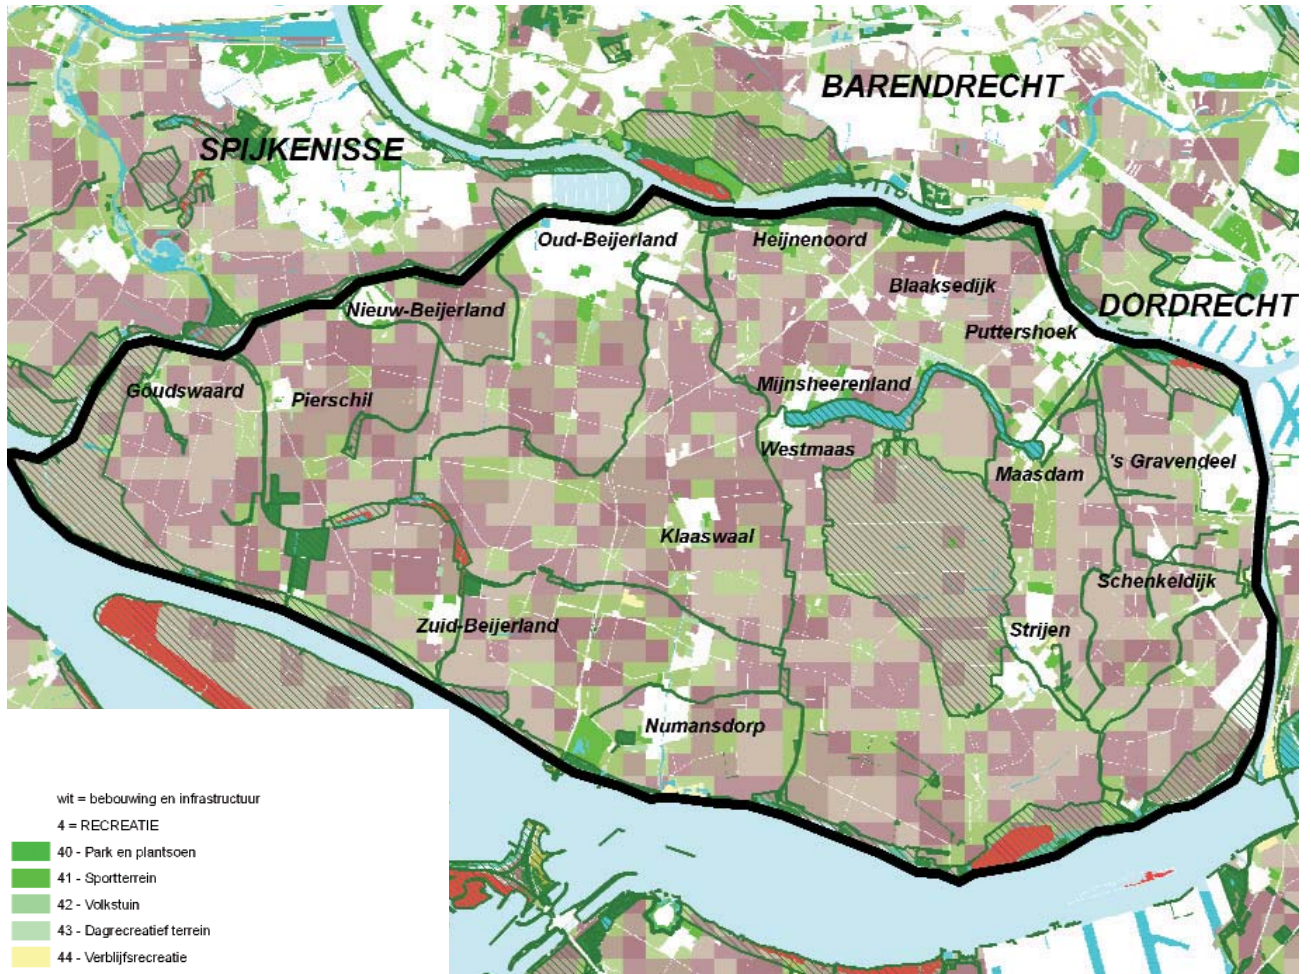 BARENDRECHT
SPIJKENISSE
Oud-Beijerland
Heijnenoord
Blaaksedijk
Nieuw-Beijerland
DORDRECHT
Puttershoek
Goudswaard
Pierschil
Mijnsheerenland
Westmaas
Maasdam
's Gravendeel
Klaaswaal
Schenkeldijk
Zuid-Beijerland
Strijen
Numansdorp
wit = bebouwing en infrastructuur
4 = RECREATIE
40 - Park en plantsoen
41 - Sportterrein
42 - Volkstuin
43 - Dagrecreatief terrein
44 - Verblijfsrecreatie